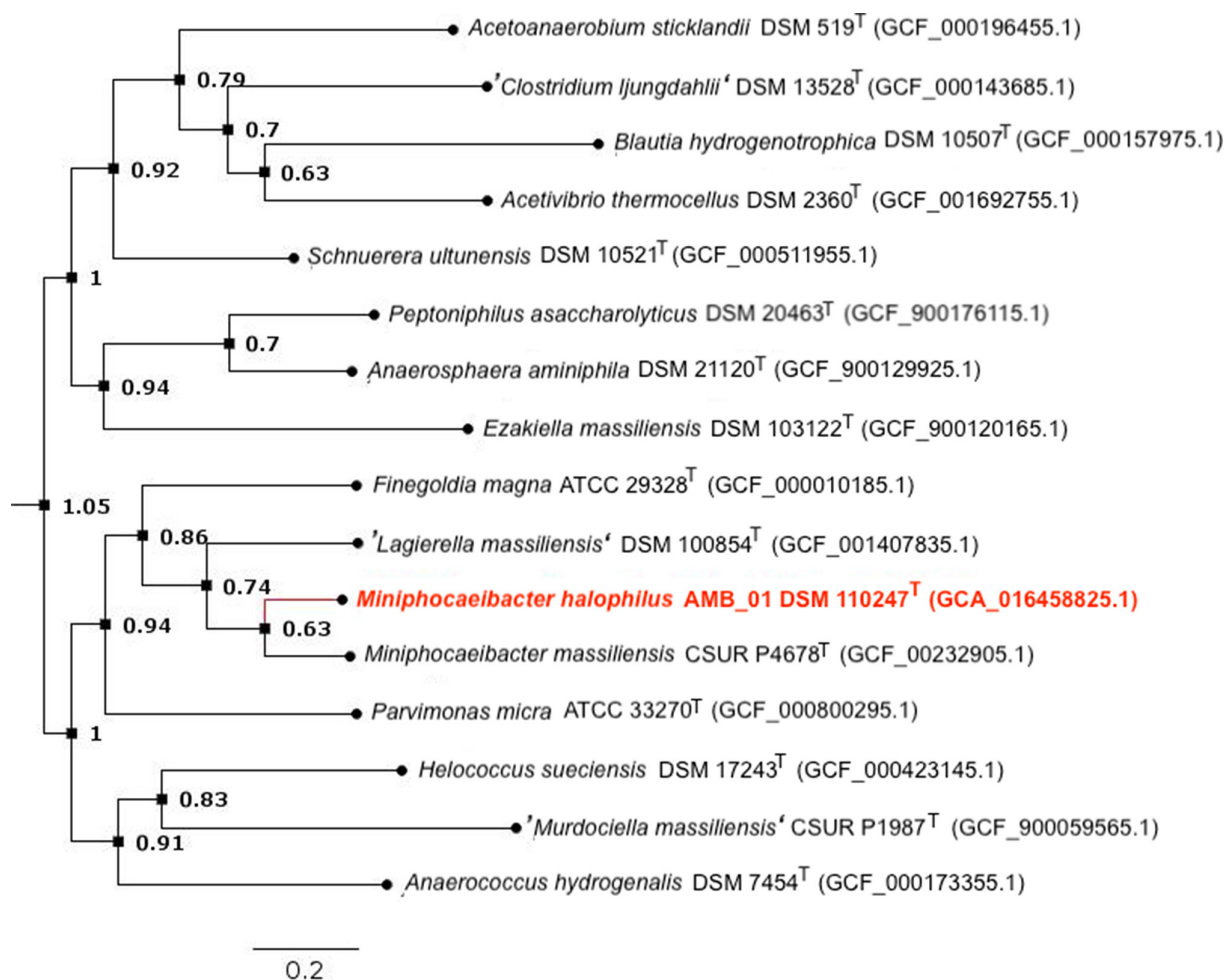 Acetoanaerobium sticklandii DSM 519T (GCF_000196455.1)
0.79
'Clostridium ljungdahlii‘ DSM 13528T (GCF_000143685.1)
0.7
Blautia hydrogenotrophica DSM 10507T (GCF_000157975.1)
0.92
0.63
Acetivibrio thermocellus DSM 2360T (GCF_001692755.1)
Schnuerera ultunensis DSM 10521T (GCF_000511955.1)
1
Peptoniphilus asaccharolyticus DSM 20463T (GCF_900176115.1)
0.7
Anaerosphaera aminiphila DSM 21120T (GCF_900129925.1)
0.94
Ezakiella massiliensis DSM 103122T (GCF_900120165.1)
Finegoldia magna ATCC 29328T (GCF_000010185.1)
1.05
0.86
'Lagierella massiliensis‘ DSM 100854T (GCF_001407835.1)
0.74
Miniphocaeibacter halophilus AMB_01 DSM 110247T (GCA_016458825.1)
0.94
0.63
Miniphocaeibacter massiliensis CSUR P4678T (GCF_00232905.1)
Parvimonas micra ATCC 33270T (GCF_000800295.1)
1
Helococcus sueciensis DSM 17243T (GCF_000423145.1)
0.83
'Murdociella massiliensis‘ CSUR P1987T (GCF_900059565.1)
0.91
Anaerococcus hydrogenalis DSM 7454T (GCF_000173355.1)
0.2